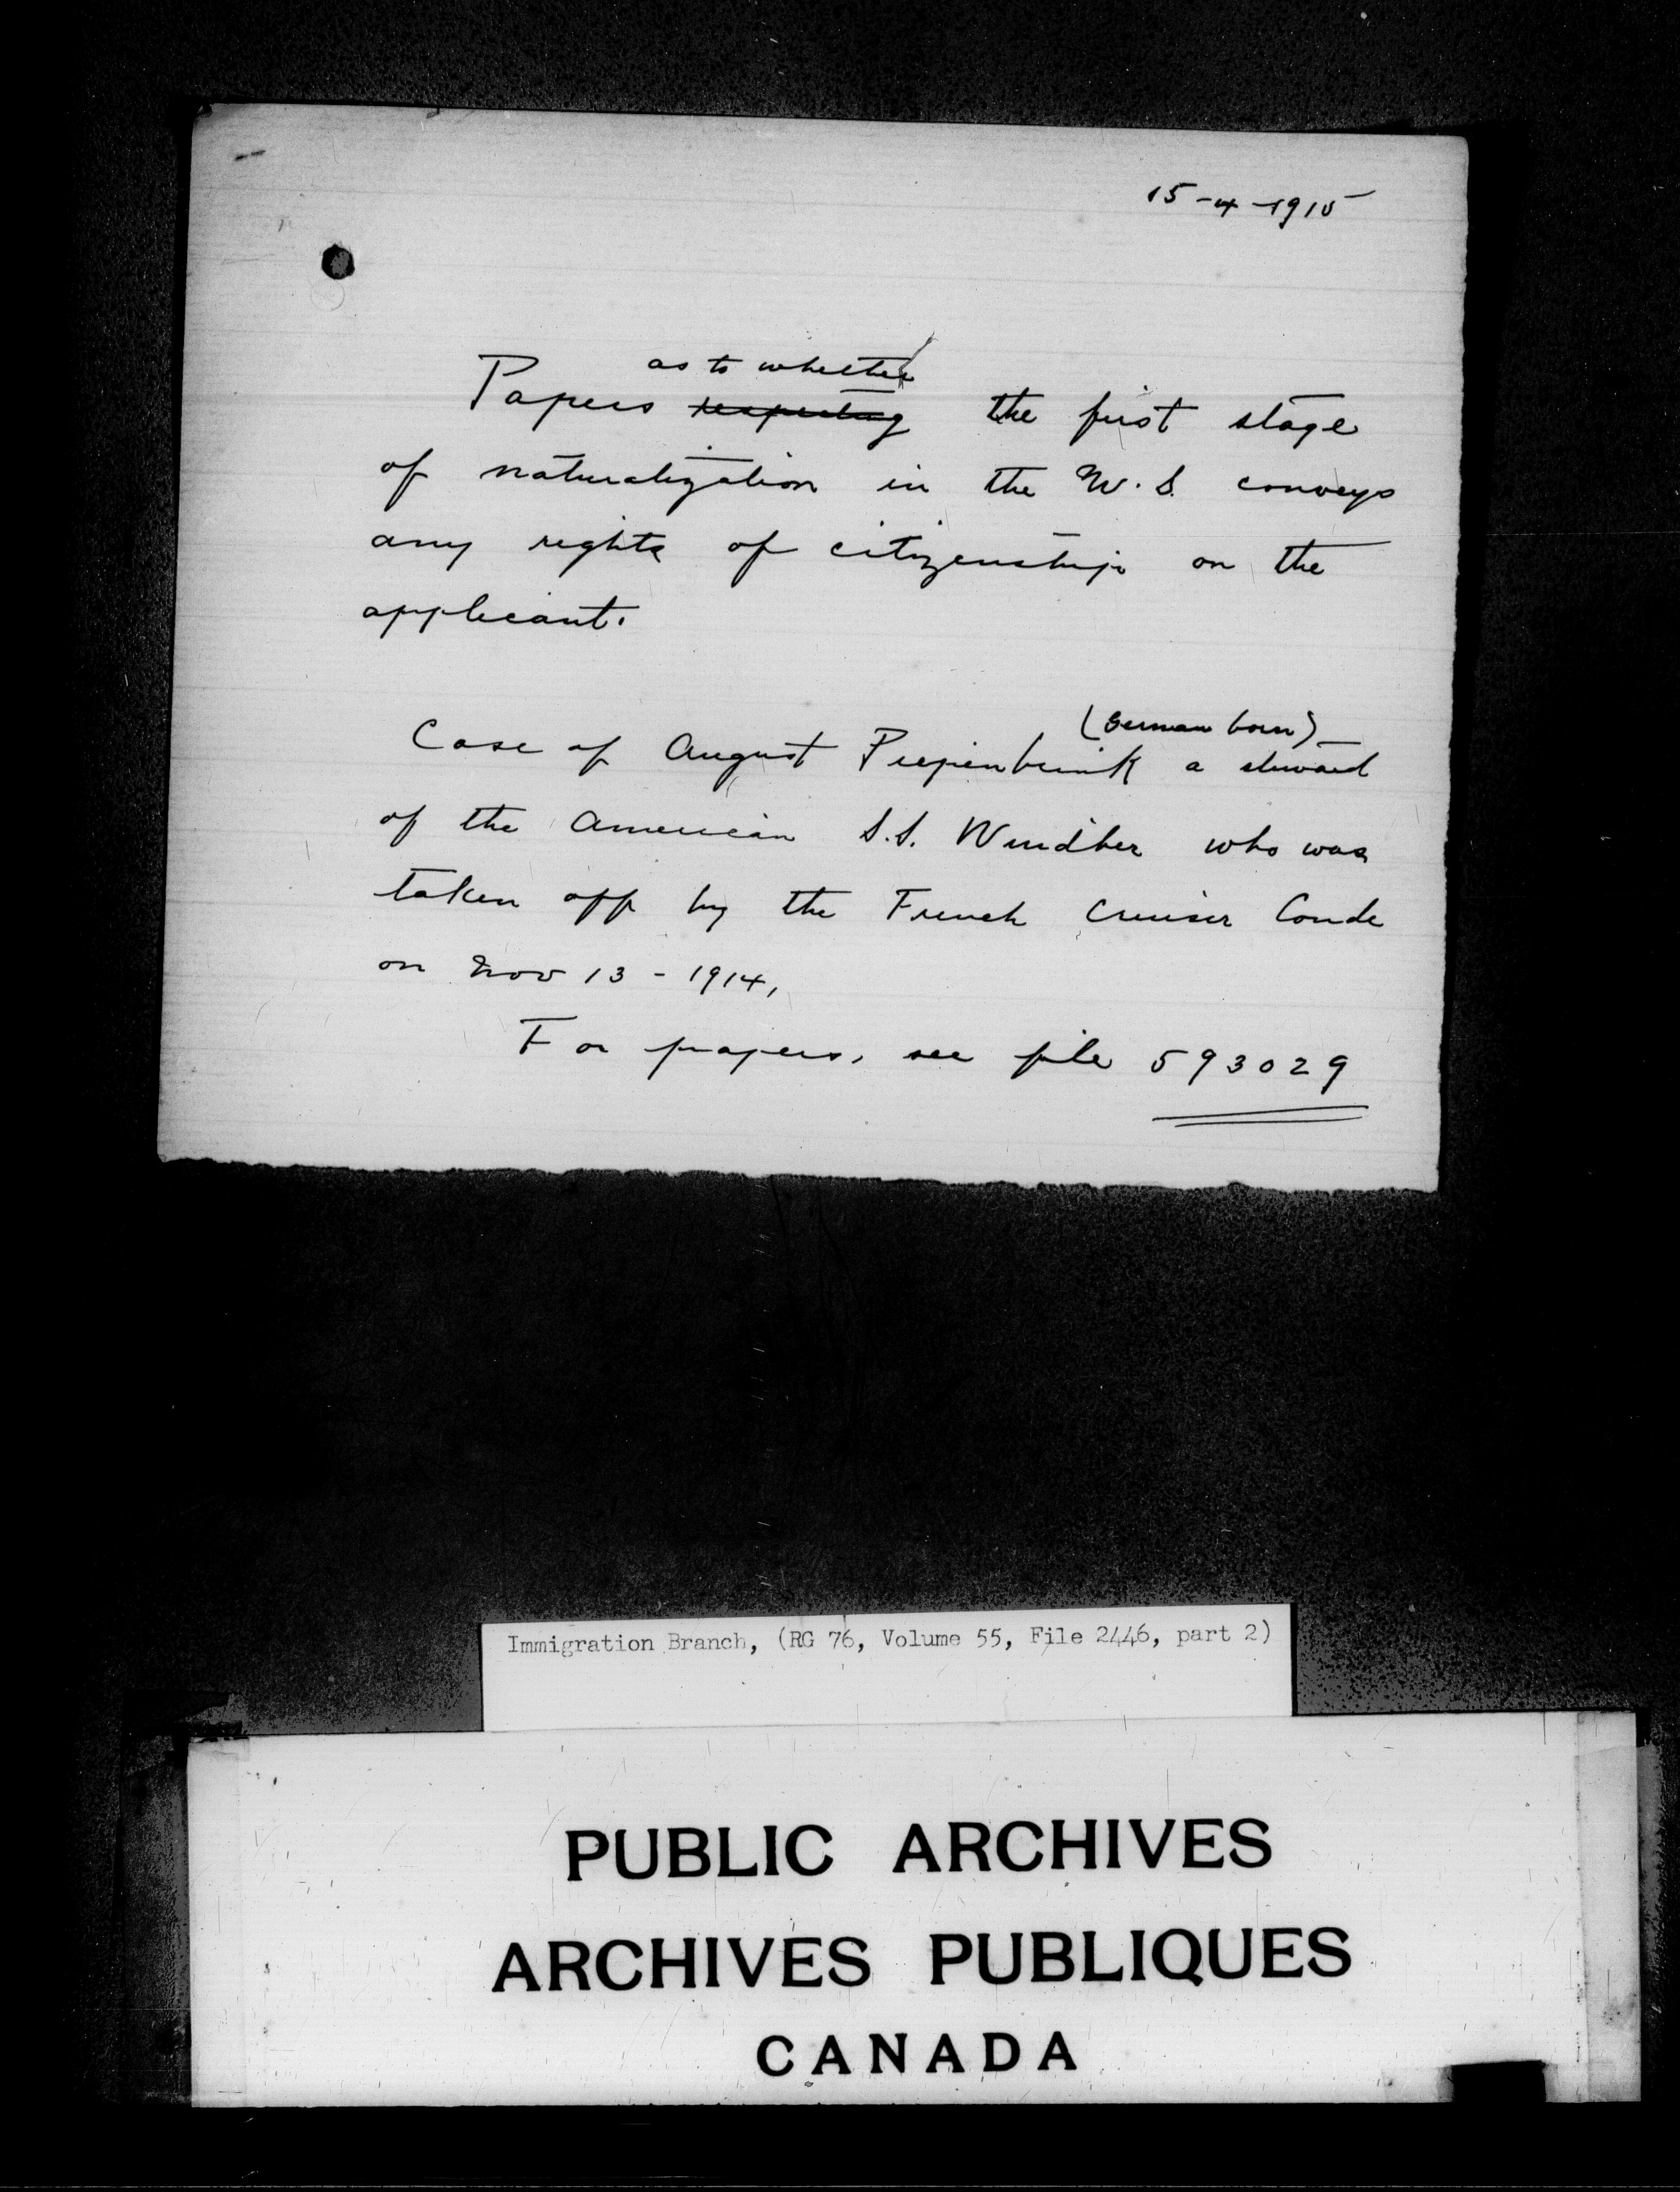 15-4-1915
as to whether
Papers respecting the first stage
of naturalization in the U.S. conveys
any rights of citizenship on the
applicant.
(German born)
Case of August Piepenbrink a steward
of the American S.S. Windber who was
taken off by the French Cruiser Conde
on Nov 13 - 1914,
For papers, see file 593029
Immigration Branch, (RG 76, Volume 55, File 2446, part 2)
PUBLIC ARCHIVES
ARCHIVES PUBLIQUES
CANADA